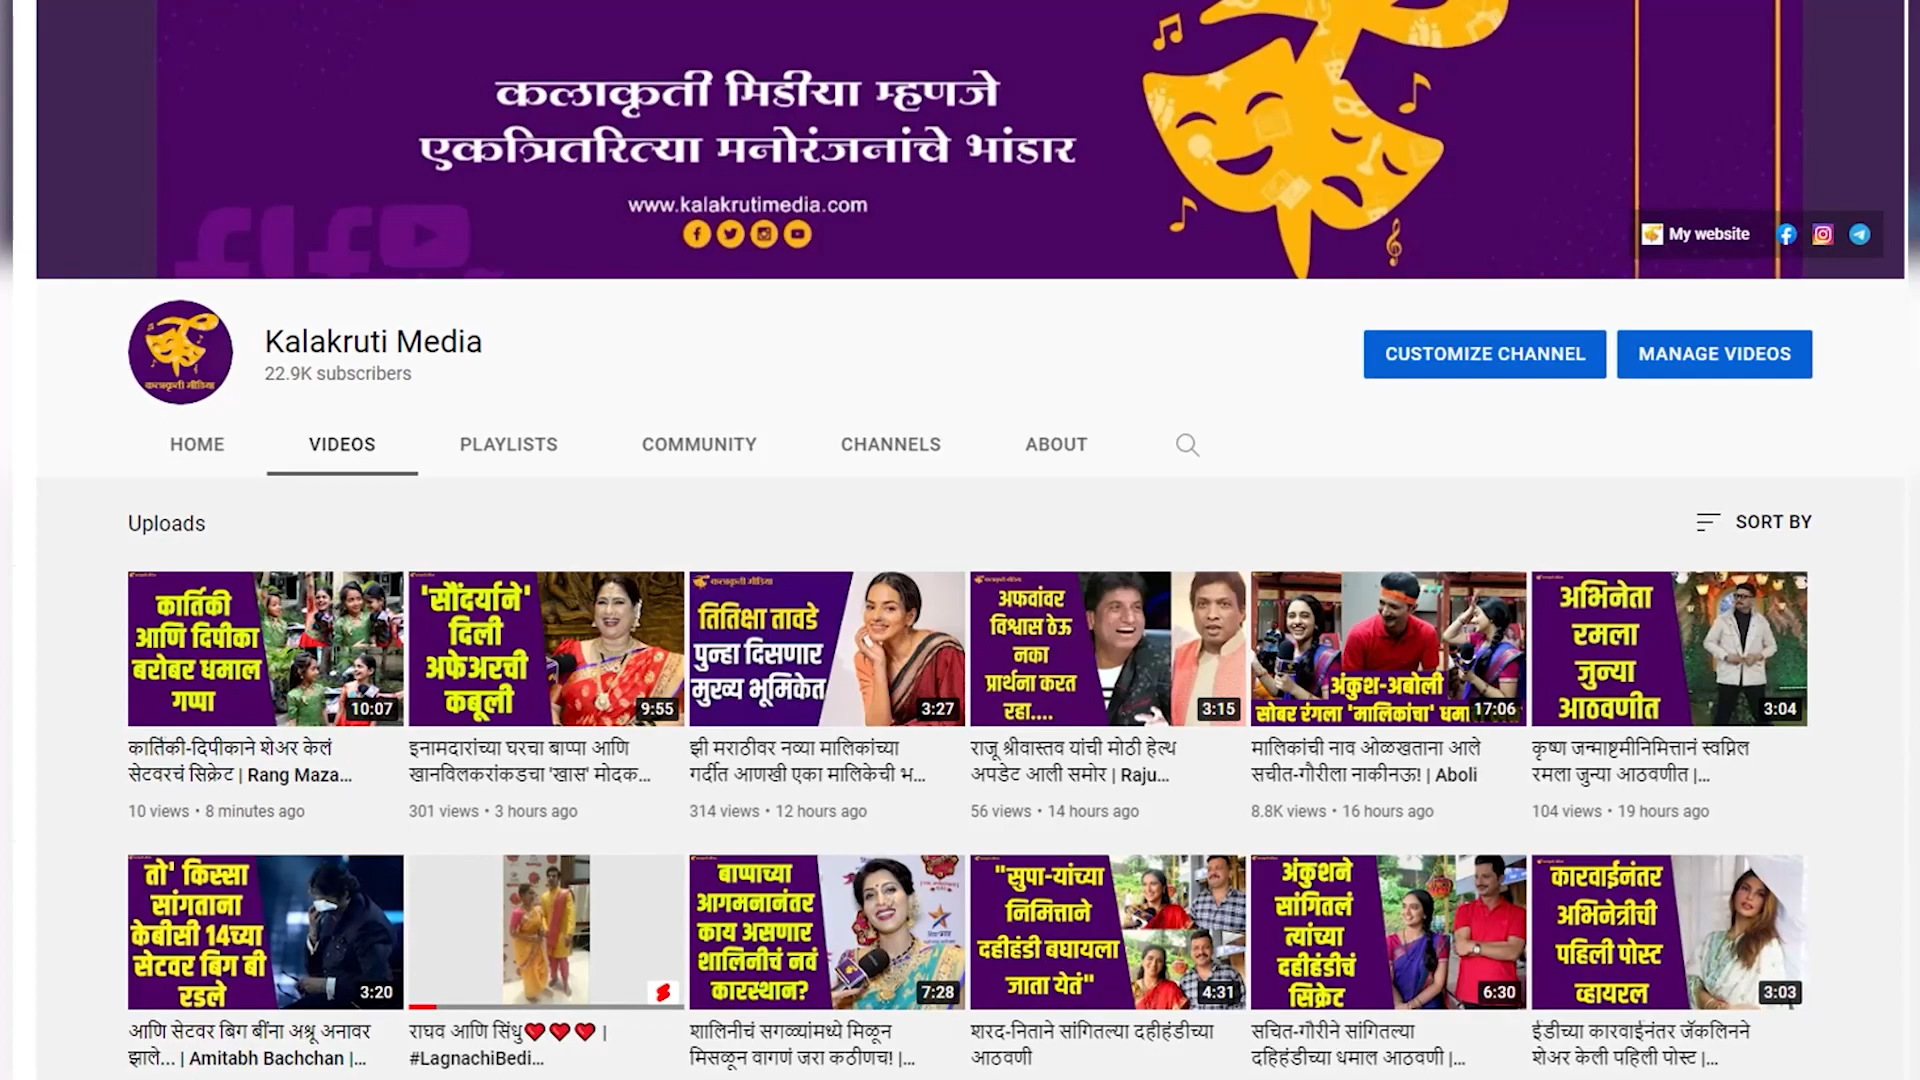 कलाकृती मिडीया म्हणजे
एकत्रितरित्या मनोरंजनांचे भांडार
www.kalakrutimedia.com
My website
कलाकृती मीडिया
Kalakruti Media
22.9K subscribers
CUSTOMIZE CHANNEL
MANAGE VIDEOS
HOME
VIDEOS
PLAYLISTS
COMMUNITY
CHANNELS
ABOUT
Uploads
SORT BY
कार्तिकी
आणि दिपीका
बरोबर धमाल
गप्पा
10:07
'सौंदर्याने'
दिली
अफेअरची
कबूली
9:55
कलाकृती मीडिया
तितिक्षा तावडे
पुन्हा दिसणार
मुख्य भूमिकेत
3:27
अफवांवर
विश्वास ठेऊ
नका
प्रार्थना करत
रहा....
3:15
अंकुश-अबोली
सोबर रंगला 'मालिकांचा' धमा
17:06
अभिनेता
रमला
जुन्या
आठवणीत
3:04
कार्तिकी-दिपीकाने शेअर केलं
सेटवरचं सिक्रेट | Rang Maza...
10 views • 8 minutes ago
इनामदारांच्या घरचा बाप्पा आणि
खानविलकरांकडचा 'खास' मोदक...
301 views • 3 hours ago
झी मराठीवर नव्या मालिकांच्या
गर्दीत आणखी एका मालिकेची भ...
314 views • 12 hours ago
राजू श्रीवास्तव यांची मोठी हेल्थ
अपडेट आली समोर | Raju...
56 views • 14 hours ago
मालिकांची नाव ओळखताना आले
सचीत-गौरीला नाकीनऊ! | Aboli
8.8K views • 16 hours ago
कृष्ण जन्माष्टमीनिमित्तानं स्वप्निल
रमला जुन्या आठवणीत |...
104 views • 19 hours ago
तो' किस्सा
सांगताना
केबीसी 14च्या
सेटवर बिग बी
रडले
3:20
बाप्पाच्या
आगमनानंतर
काय असणार
शालिनीचं नवं
कारस्थान?
7:28
"सुपा-यांच्या
निमित्ताने
दहीहंडी बघायला
जाता येतं"
4:31
अंकुशने
सांगितलं
त्यांच्या
दहीहंडीचं
सिक्रेट
6:30
कारवाईनंतर
अभिनेत्रीची
पहिली पोस्ट
व्हायरल
3:03
आणि सेटवर बिग बींना अश्रू अनावर
झाले... | Amitabh Bachchan |...
राघव आणि सिंधु❤❤❤ |
#LagnachiBedi...
शालिनीचं सगळ्यांमध्ये मिळून
मिसळून वागणं जरा कठीणच! |...
शरद-निताने सांगितल्या दहीहंडीच्या
आठवणी
सचित-गौरीने सांगितल्या
दहिहंडीच्या धमाल आठवणी |...
ईडीच्या कारवाईनंतर जॅकलिनने
शेअर केली पहिली पोस्ट |...